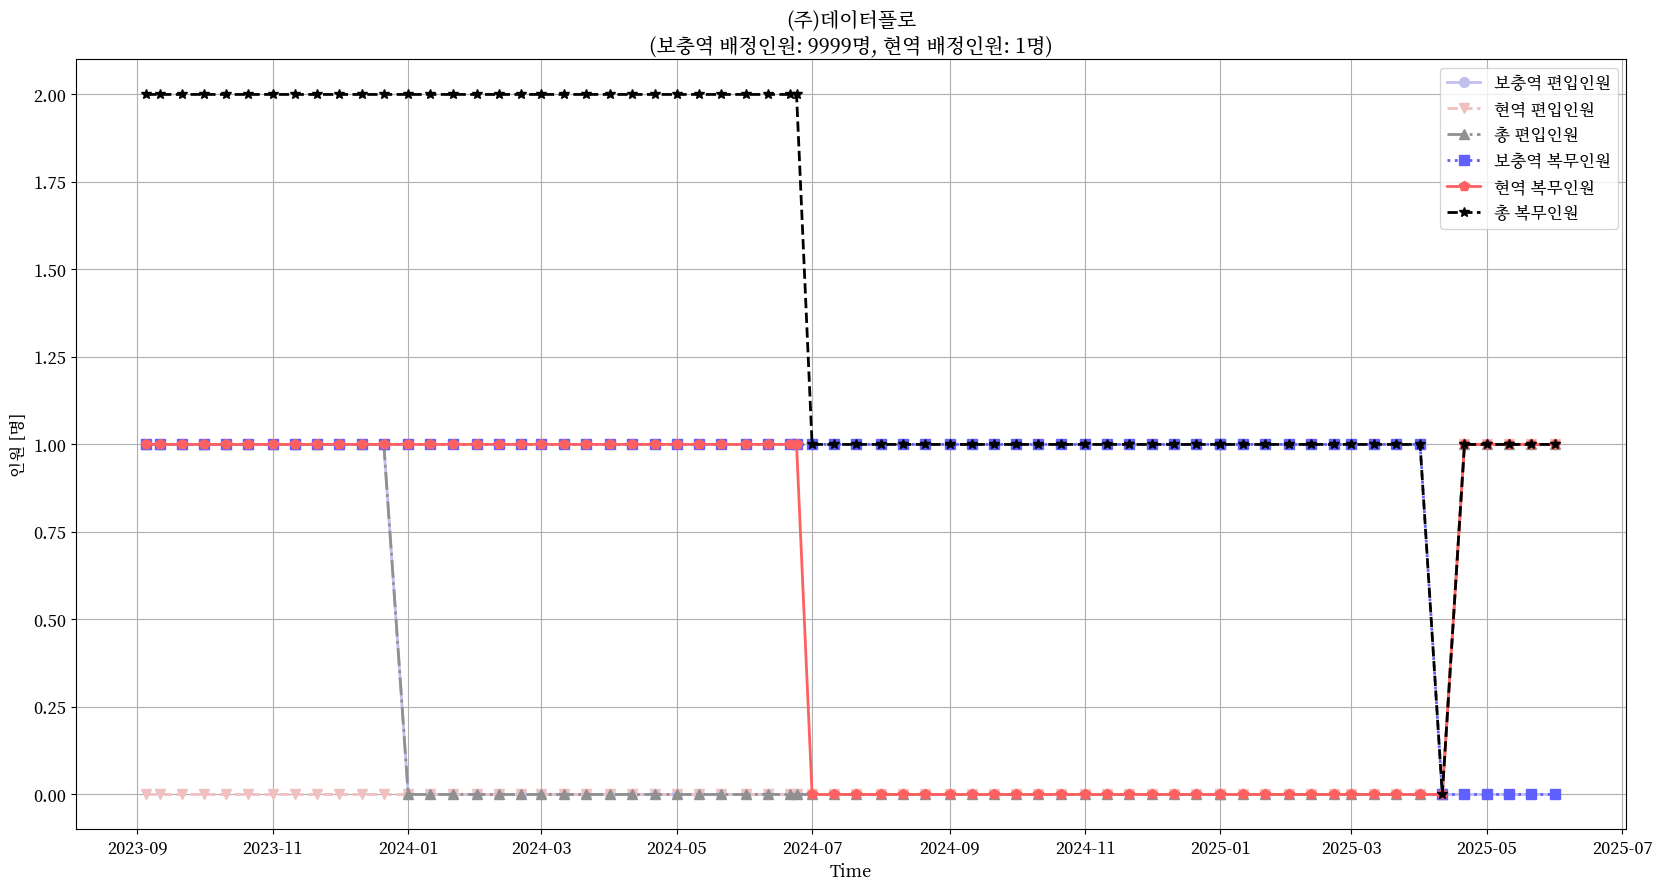 (주)데이터플로
(보충역 배정인원: 9999명, 현역 배정인원: 1명)
보충역 편입인원
현역 편입인원
총 편입인원
보충역 복무인원
현역 복무인원
총 복무인원
인원 [명]
2.00
1.75
1.50
1.25
1.00
0.75
0.50
0.25
0.00
2023-09
2023-11
2024-01
2024-03
2024-05
2024-07
2024-09
2024-11
2025-01
2025-03
2025-05
2025-07
Time